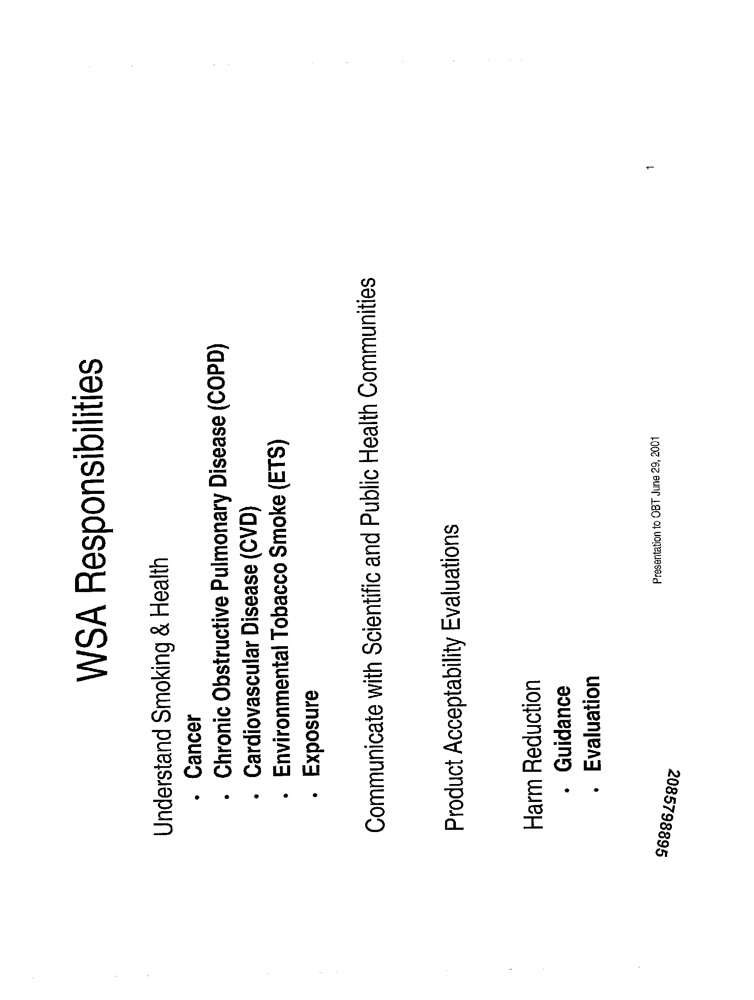 WSA Responsibilities
Understand Smoking & Health
• Cancer
• Chronic Obstructive Pulmonary Disease (COPD)
• Cardiovascular Disease (CVD)
• Environmental Tobacco Smoke (ETS)
• Exposure
Communicate with Scientific and Public Health Communities
Product Acceptability Evaluations
Harm Reduction
• Guidance
• Evaluation
Presentation to OBT June 29, 2001
1
2085798895